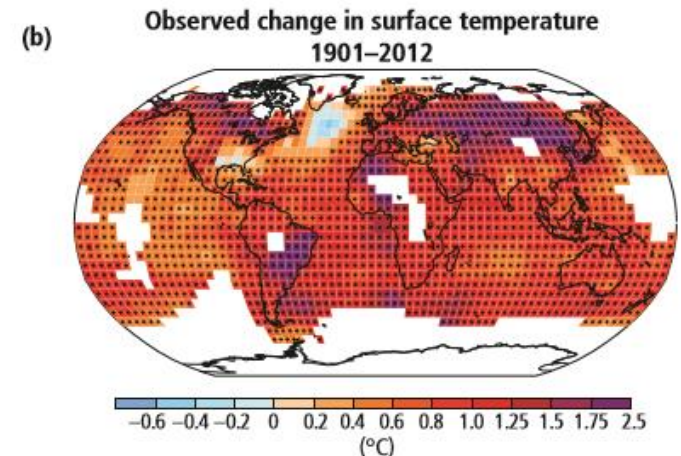 (b)
Observed change in surface temperature
1901–2012
−0.6 −0.4 −0.2 0 0.2 0.4 0.6 0.8 1.0 1.25 1.5 1.75 2.5
(°C)